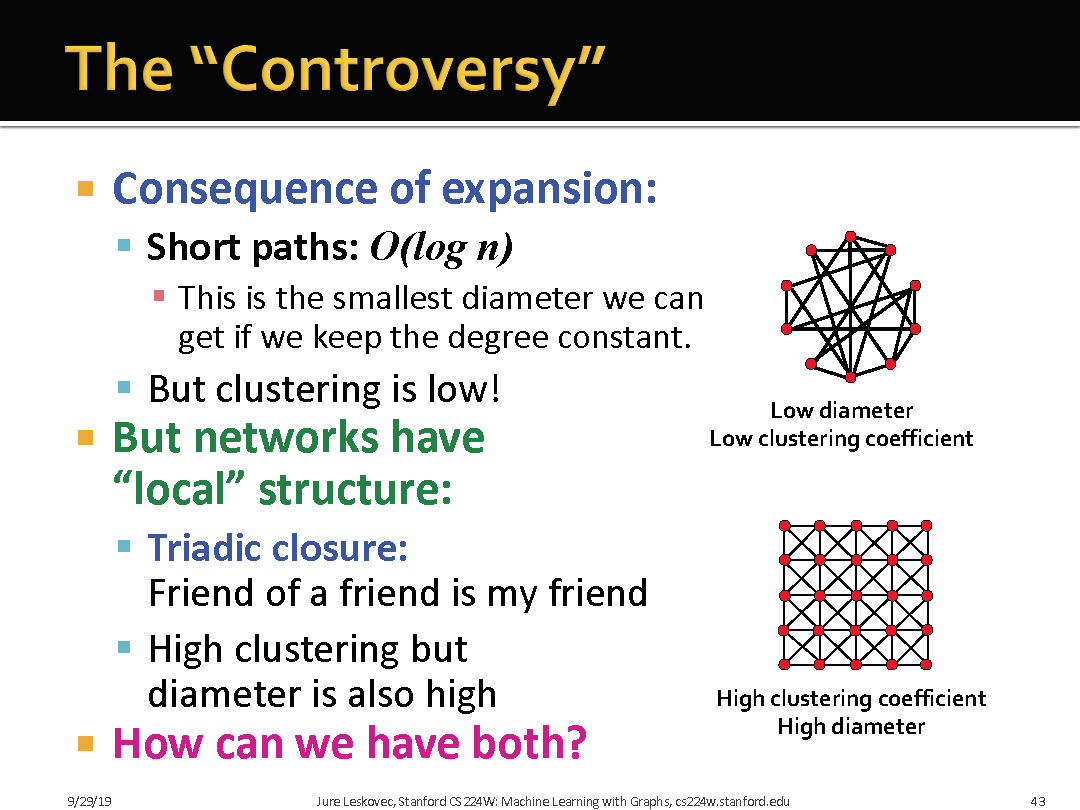 The “Controversy”
Consequence of expansion:
Short paths: O(log n)
This is the smallest diameter we can
get if we keep the degree constant.
But clustering is low!
But networks have
“local” structure:
Triadic closure:
Friend of a friend is my friend
High clustering but
diameter is also high
How can we have both?
Low diameter
Low clustering coefficient
High clustering coefficient
High diameter
9/29/19
Jure Leskovec, Stanford CS224W: Machine Learning with Graphs, cs224w.stanford.edu
43